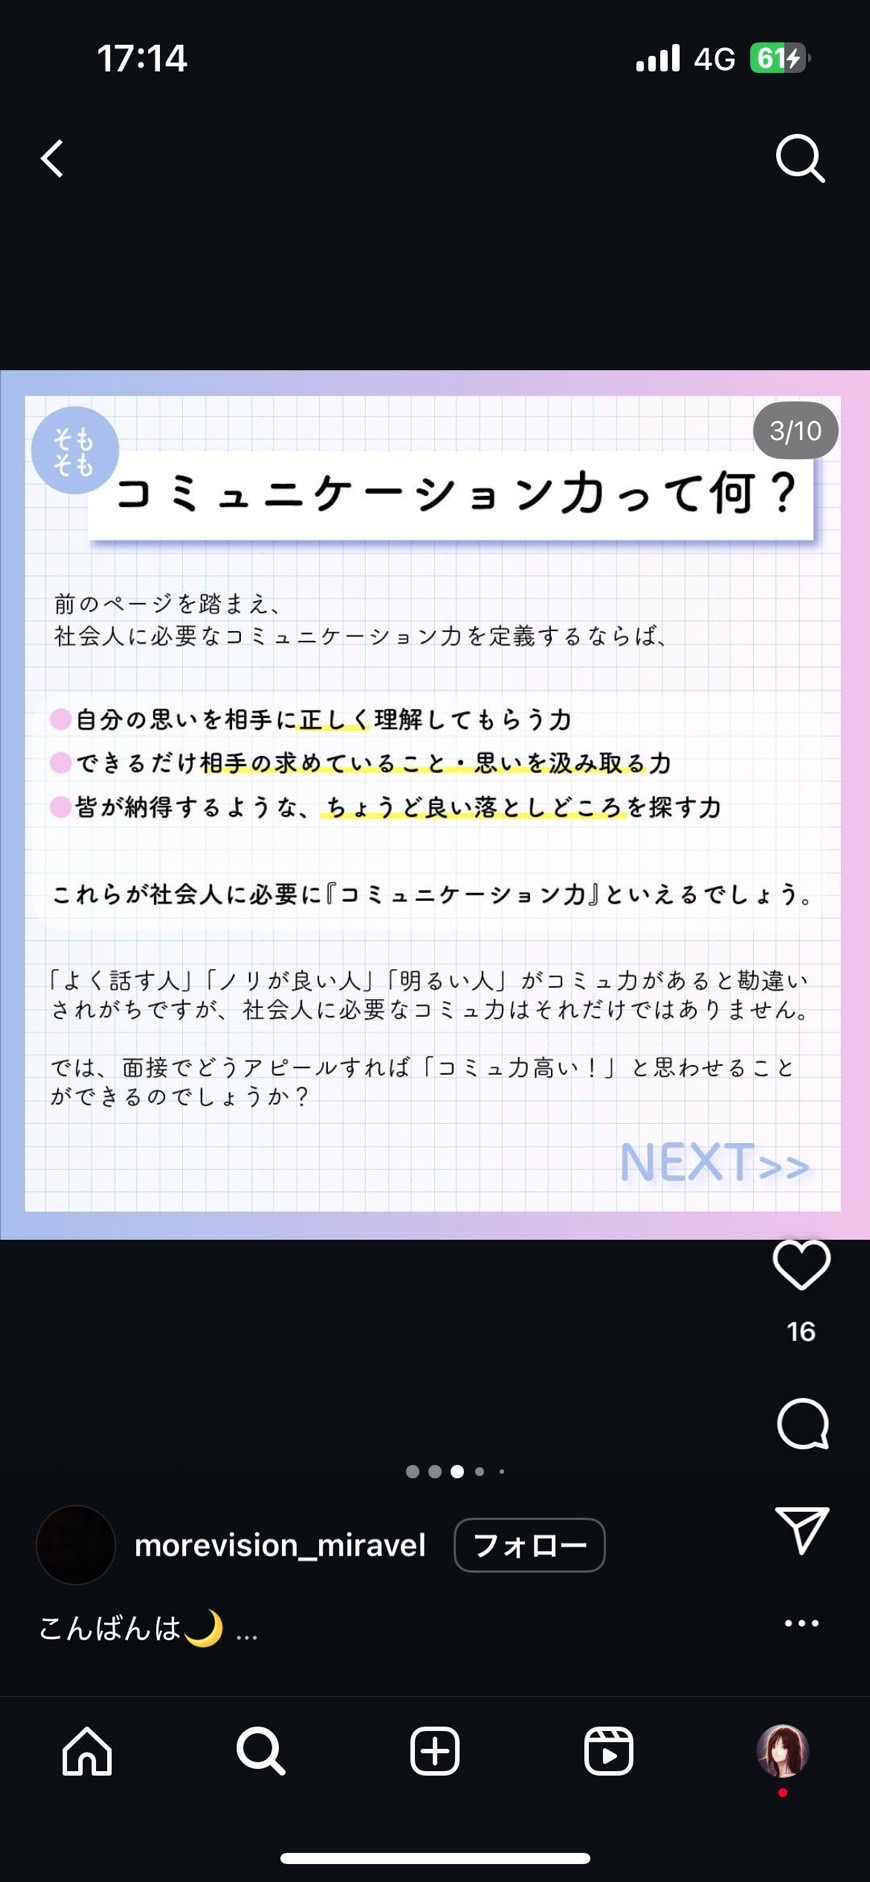 17:14
4G
61
3/10
そも
そも
コミュニケーション力って何？
前のページを踏まえ、
社会人に必要なコミュニケーション力を定義するならば、
●自分の思いを相手に正しく理解してもらう力
●できるだけ相手の求めていること・思いを汲み取る力
●皆が納得するような、ちょうど良い落としどころを探す力
これらが社会人に必要に『コミュニケーション力』といえるでしょう。
「よく話す人」「ノリが良い人」「明るい人」がコミュ力があると勘違い
されがちですが、社会人に必要なコミュ力はそれだけではありません。
では、面接でどうアピールすれば「コミュ力高い！」と思わせること
ができるのでしょうか？
NEXT>>
16
morevision_miravel
フォロー
こんばんは🌙 ...